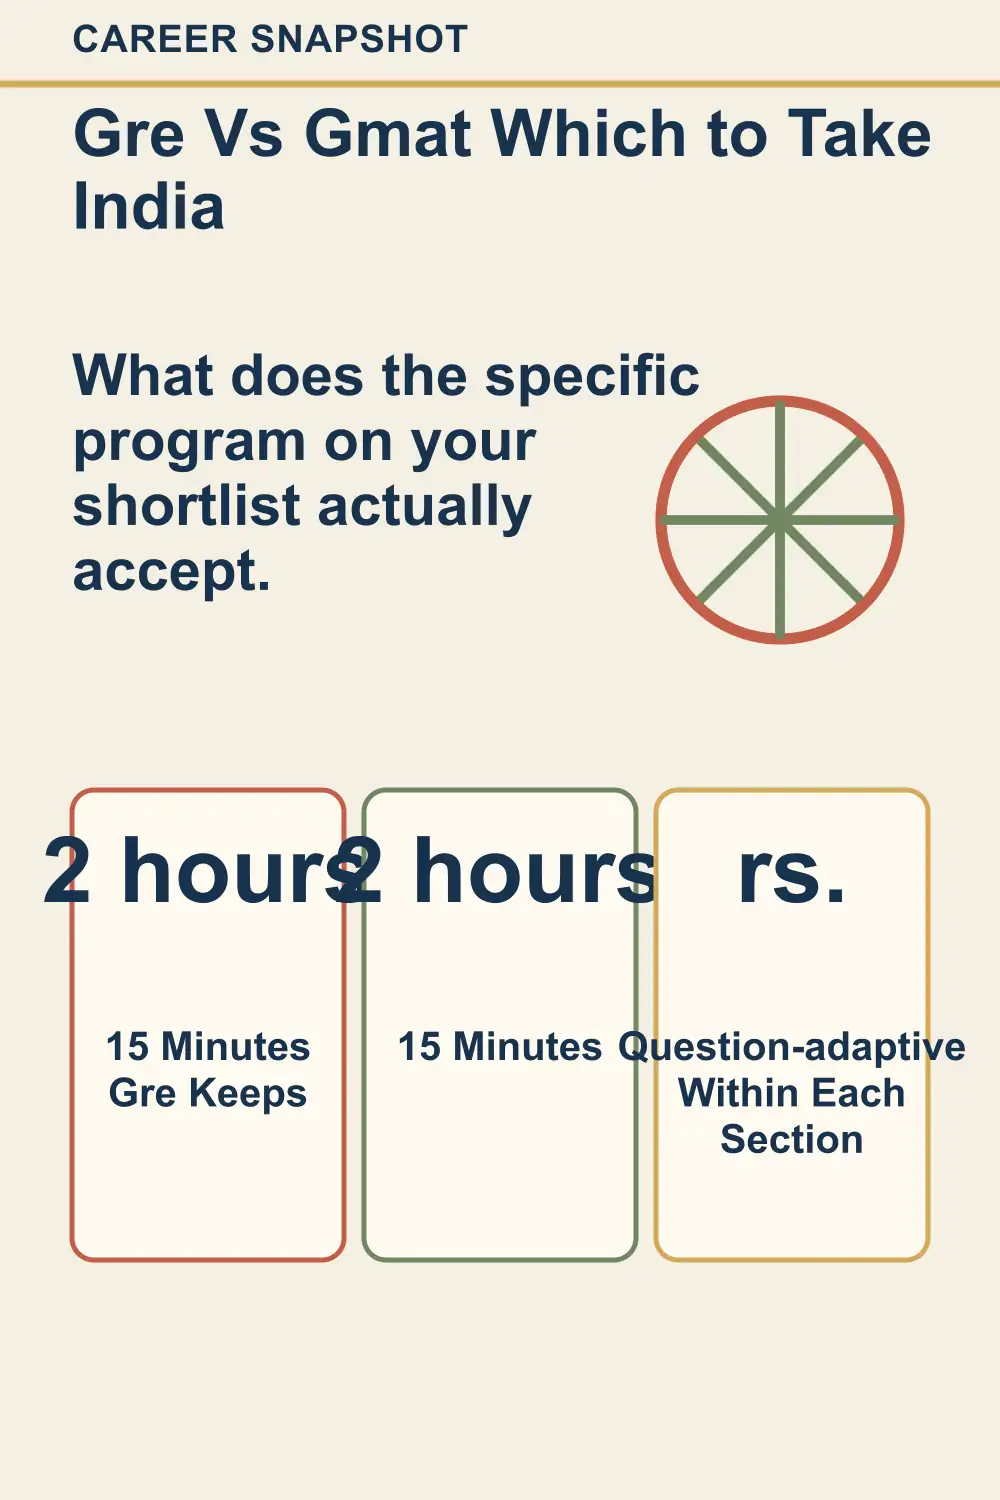 CAREER SNAPSHOT
Gre Vs Gmat Which to Take
India
What does the specific
program on your
shortlist actually
accept.
2 hours
15 Minutes
Gre Keeps
2 hours
15 Minutes
rs.
Question-adaptive
Within Each
Section